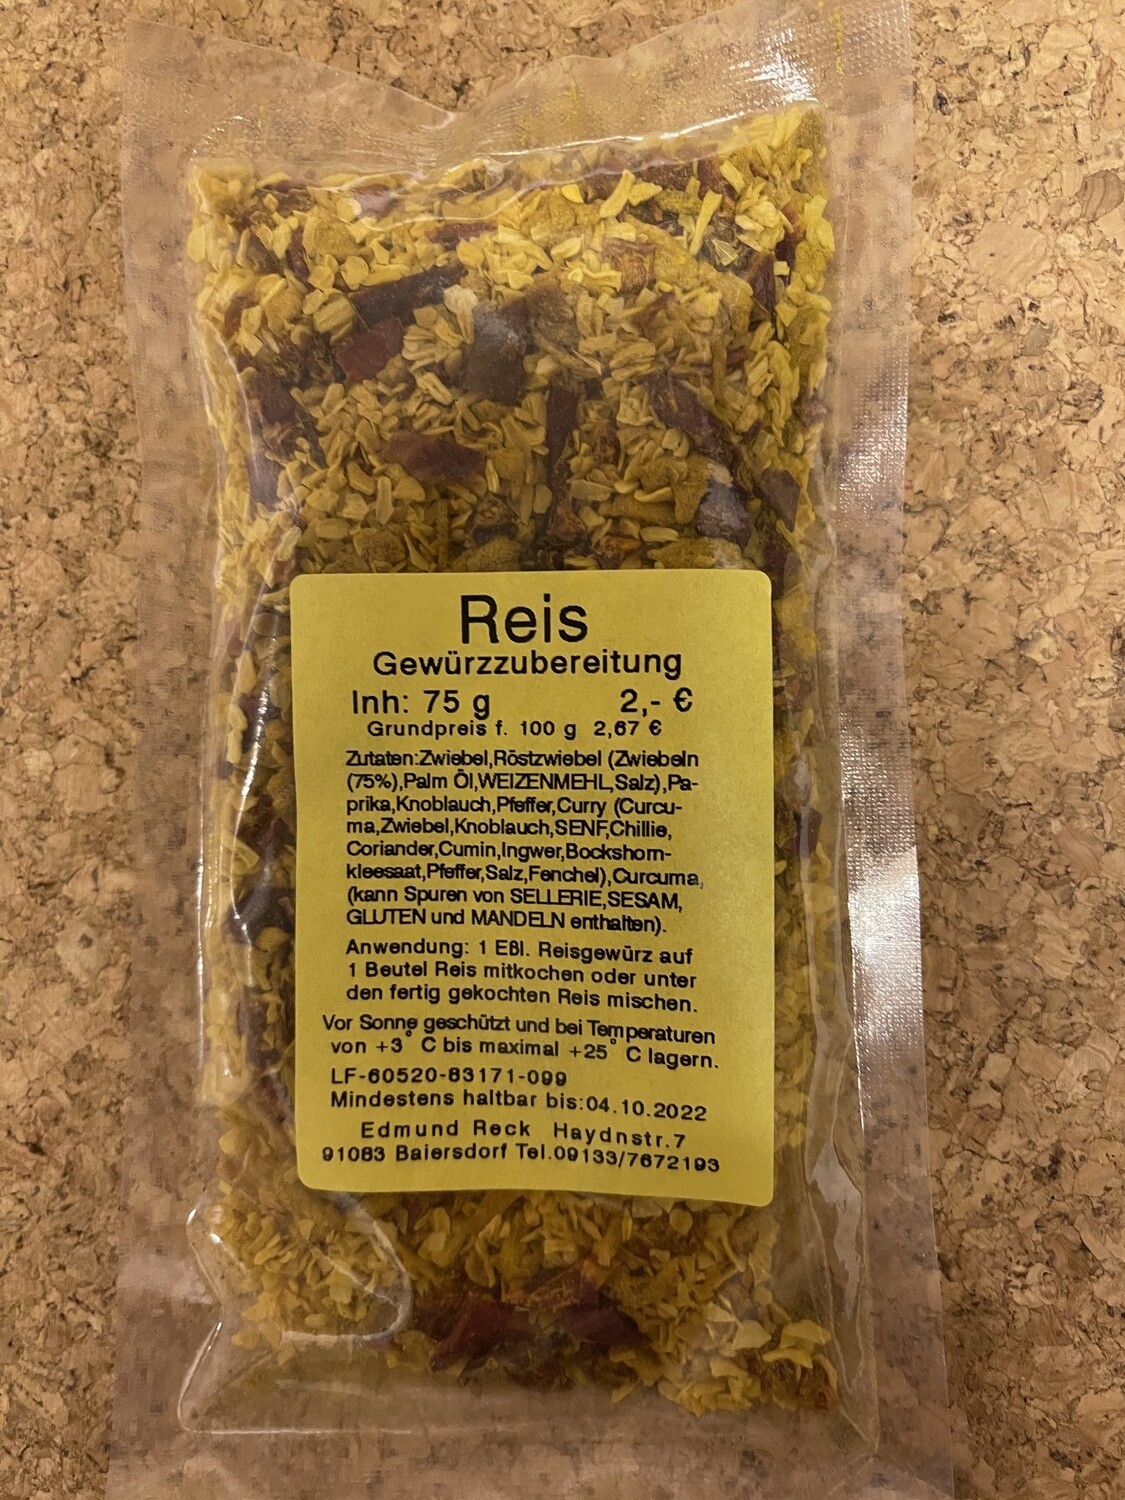 Reis
Gewürzzubereitung
Inh: 75 g 2,- €
Grundpreis f. 100 g 2,67 €
Zutaten:Zwiebel,Röstzwiebel (Zwiebeln
(75%),Palm Öl,WEIZENMEHL,Salz),Pa-
prika,Knoblauch,Pfeffer,Curry (Curcu-
ma,Zwiebel,Knoblauch,SENF,Chillie,
Coriander,Cumin,Ingwer,Bockshorn-
kleesaat,Pfeffer,Salz,Fenchel),Curcuma,
(kann Spuren von SELLERIE,SESAM,
GLUTEN und MANDELN enthalten).
Anwendung: 1 Eßl. Reisgewürz auf
1 Beutel Reis mitkochen oder unter
den fertig gekochten Reis mischen.
Vor Sonne geschützt und bei Temperaturen
von +3° C bis maximal +25° C lagern.
LF-60520-83171-099
Mindestens haltbar bis:04.10.2022
Edmund Reck Haydnstr.7
91083 Baiersdorf Tel.09133/7672193